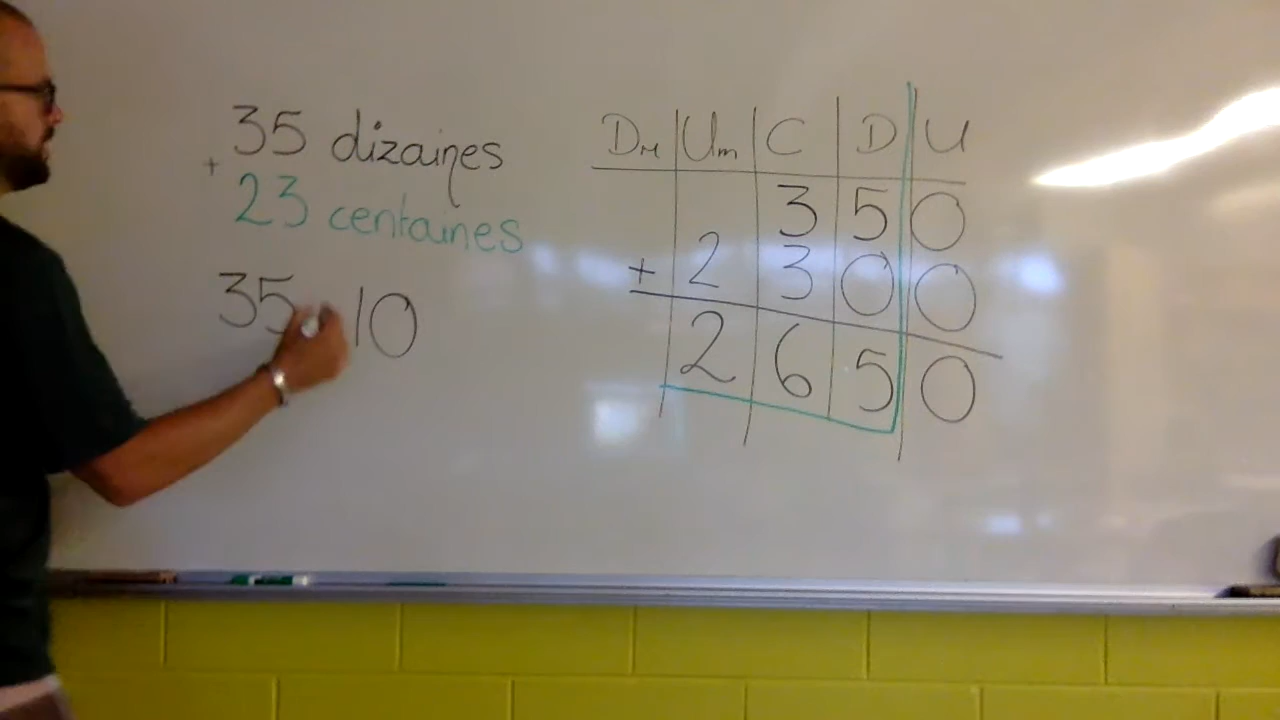 35 dizaines
+ 23 centaines
35 10
DM Um C D U
3 5 0
+ 2 3 0 0
2 6 5 0